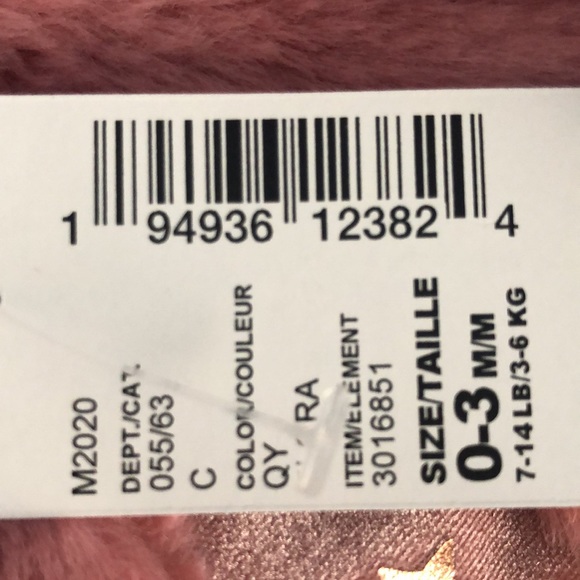 1 94936 12382 4
M2020
DEPT./CAT.
055/63
C
COLOR/COULEUR
QY RA
ITEM/ELEMENT
3016851
SIZE/TAILLE
0-3 M/M
7-14 LB/3-6 KG